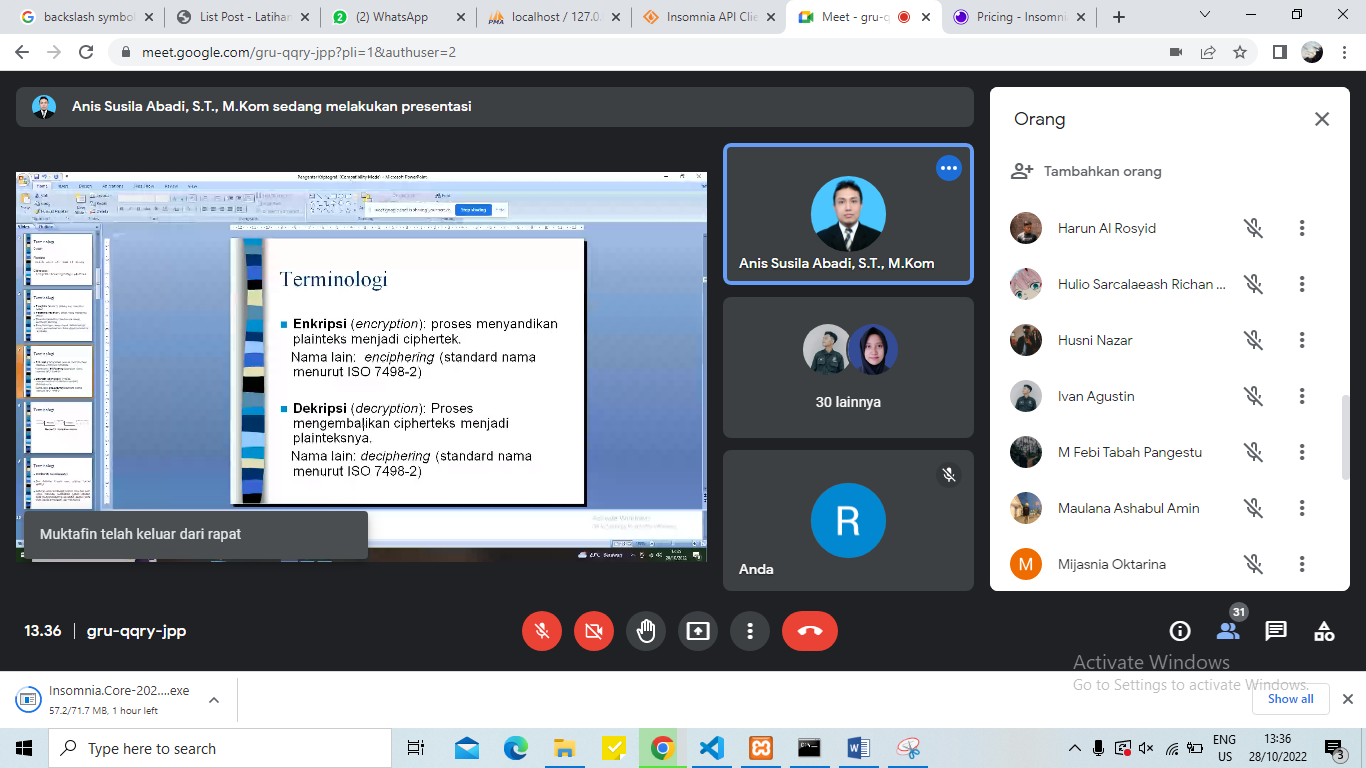 backslash symbol
List Post - Latihan
(2) WhatsApp
localhost / 127.0.
Insomnia API Clie
Meet - gru-q
Pricing - Insomni
meet.google.com/gru-qqry-jpp?pli=1&authuser=2
Anis Susila Abadi, S.T., M.Kom sedang melakukan presentasi
Stop sharing
Terminologi
Enkripsi (encryption): proses menyandikan
plainteks menjadi ciphertek.
Nama lain: enciphering (standard nama
menurut ISO 7498-2)
Dekripsi (decryption): Proses
mengembalikan cipherteks menjadi
plainteksnya.
Nama lain: deciphering (standard nama
menurut ISO 7498-2)
Muktafin telah keluar dari rapat
Anis Susila Abadi, S.T., M.Kom
30 lainnya
R
Anda
Orang
Tambahkan orang
Harun Al Rosyid
Hulio Sarcalaeash Richan ...
Husni Nazar
Ivan Agustin
M Febi Tabah Pangestu
Maulana Ashabul Amin
M
Mijasnia Oktarina
13.36
gru-qqry-jpp
31
Activate Windows
Go to Settings to activate Windows.
Insomnia.Core-202....exe
57.2/71.7 MB, 1 hour left
Show all
Type here to search
ENG
US
13:36
28/10/2022
3